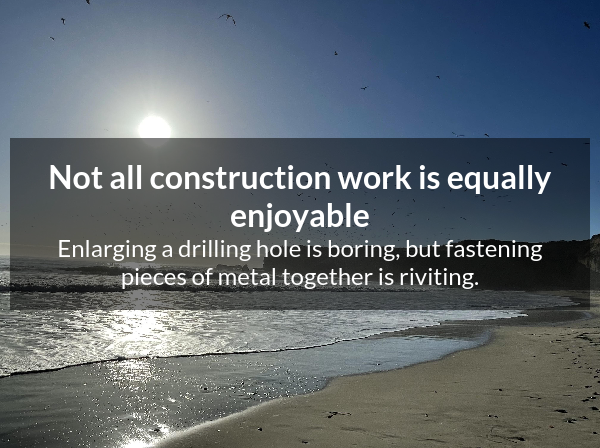 Not all construction work is equally
enjoyable
Enlarging a drilling hole is boring, but fastening
pieces of metal together is riviting.